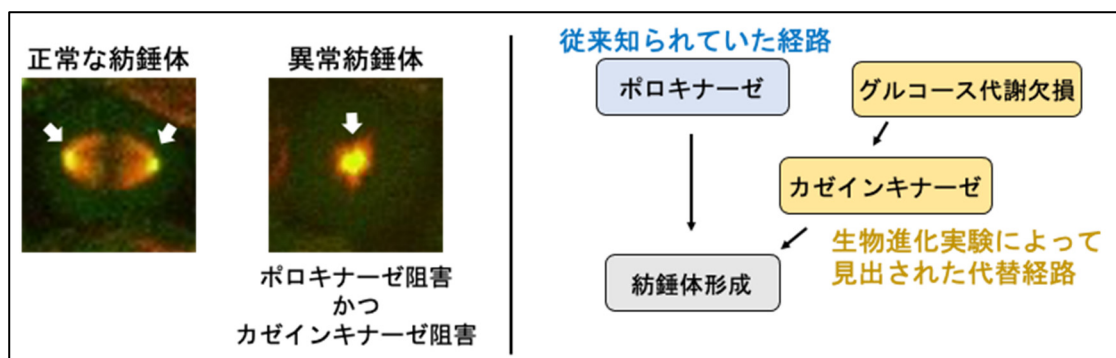 正常な紡錘体
異常紡錘体
ポロキナーゼ阻害
かつ
カゼインキナーゼ阻害
従来知られていた経路
ポロキナーゼ
グルコース代謝欠損
カゼインキナーゼ
生物進化実験によって
見出された代替経路
紡錘体形成